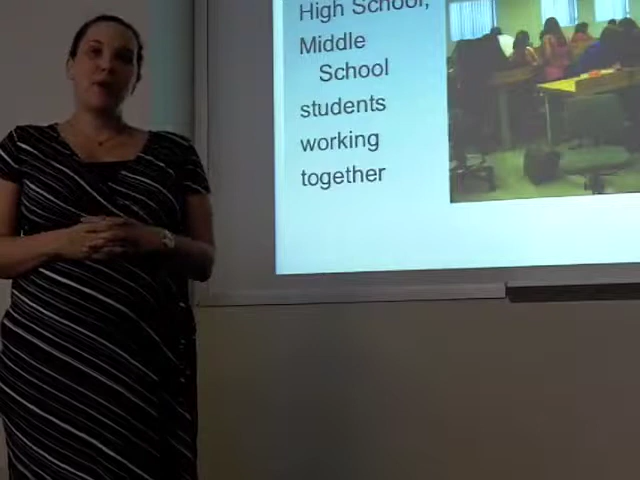 High School,
Middle
School
students
working
together